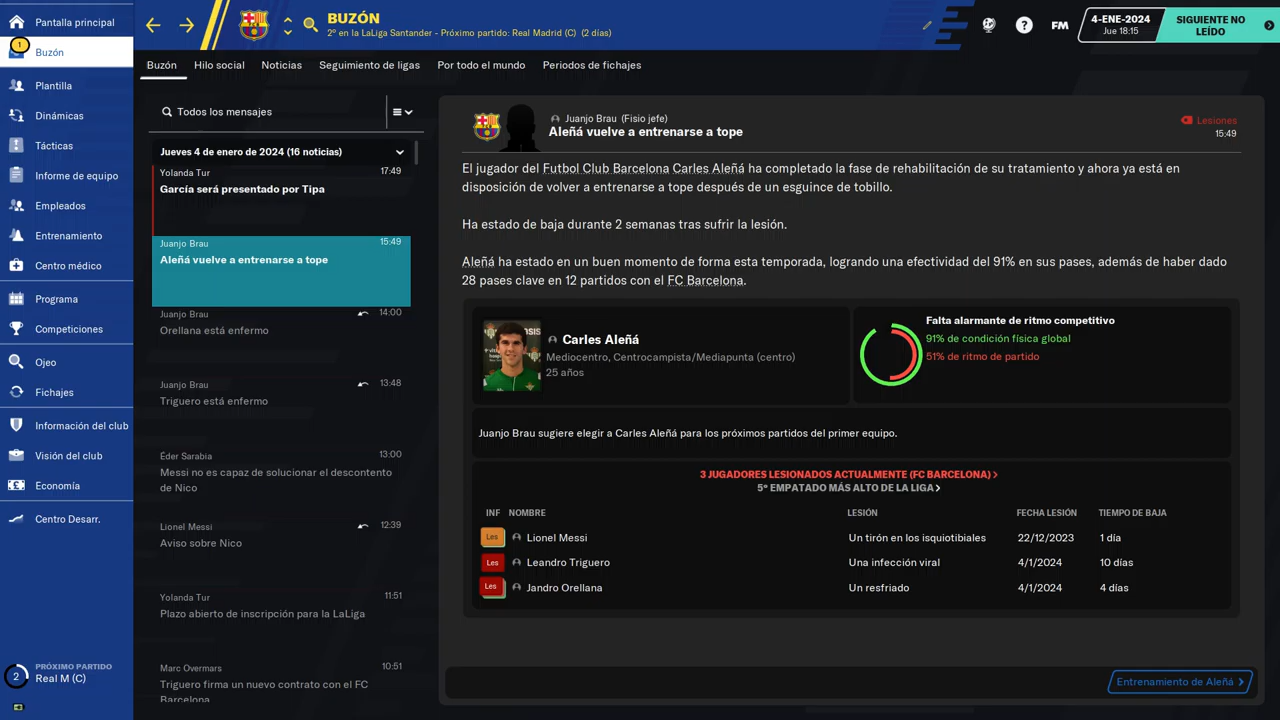 Pantalla principal
1
Buzón
Plantilla
Dinámicas
Tácticas
Informe de equipo
Empleados
Entrenamiento
Centro médico
Programa
Competiciones
Ojeo
Fichajes
Información del club
Visión del club
Economía
Centro Desarr.
PRÓXIMO PARTIDO
2
Real M (C)
BUZÓN
2º en la LaLiga Santander - Próximo partido: Real Madrid (C) (2 días)
?
FM
4-ENE-2024
Jue 18:15
SIGUIENTE NO
LEÍDO
Buzón Hilo social Noticias Seguimiento de ligas Por todo el mundo Periodos de fichajes
Todos los mensajes
Jueves 4 de enero de 2024 (16 noticias)
Yolanda Tur 17:49
García será presentado por Tipa
Juanjo Brau 15:49
Aleñá vuelve a entrenarse a tope
Juanjo Brau 14:00
Orellana está enfermo
Juanjo Brau 13:48
Triguero está enfermo
Éder Sarabia 13:00
Messi no es capaz de solucionar el descontento
de Nico
Lionel Messi 12:39
Aviso sobre Nico
Yolanda Tur 11:51
Plazo abierto de inscripción para la LaLiga
Marc Overmars 10:51
Triguero firma un nuevo contrato con el FC
Barcelona
Juanjo Brau (Fisio jefe)
Aleñá vuelve a entrenarse a tope
Lesiones
15:49
El jugador del Futbol Club Barcelona Carles Aleñá ha completado la fase de rehabilitación de su tratamiento y ahora ya está en
disposición de volver a entrenarse a tope después de un esguince de tobillo.
Ha estado de baja durante 2 semanas tras sufrir la lesión.
Aleñá ha estado en un buen momento de forma esta temporada, logrando una efectividad del 91% en sus pases, además de haber dado
28 pases clave en 12 partidos con el FC Barcelona.
Carles Aleñá
Mediocentro, Centrocampista/Mediapunta (centro)
25 años
Falta alarmante de ritmo competitivo
91% de condición física global
51% de ritmo de partido
Juanjo Brau sugiere elegir a Carles Aleñá para los próximos partidos del primer equipo.
3 JUGADORES LESIONADOS ACTUALMENTE (FC BARCELONA)
5º EMPATADO MÁS ALTO DE LA LIGA
INF NOMBRE LESIÓN FECHA LESIÓN TIEMPO DE BAJA
Les Lionel Messi Un tirón en los isquiotibiales 22/12/2023 1 día
Les Leandro Triguero Una infección viral 4/1/2024 10 días
Les Jandro Orellana Un resfriado 4/1/2024 4 días
Entrenamiento de Aleñá